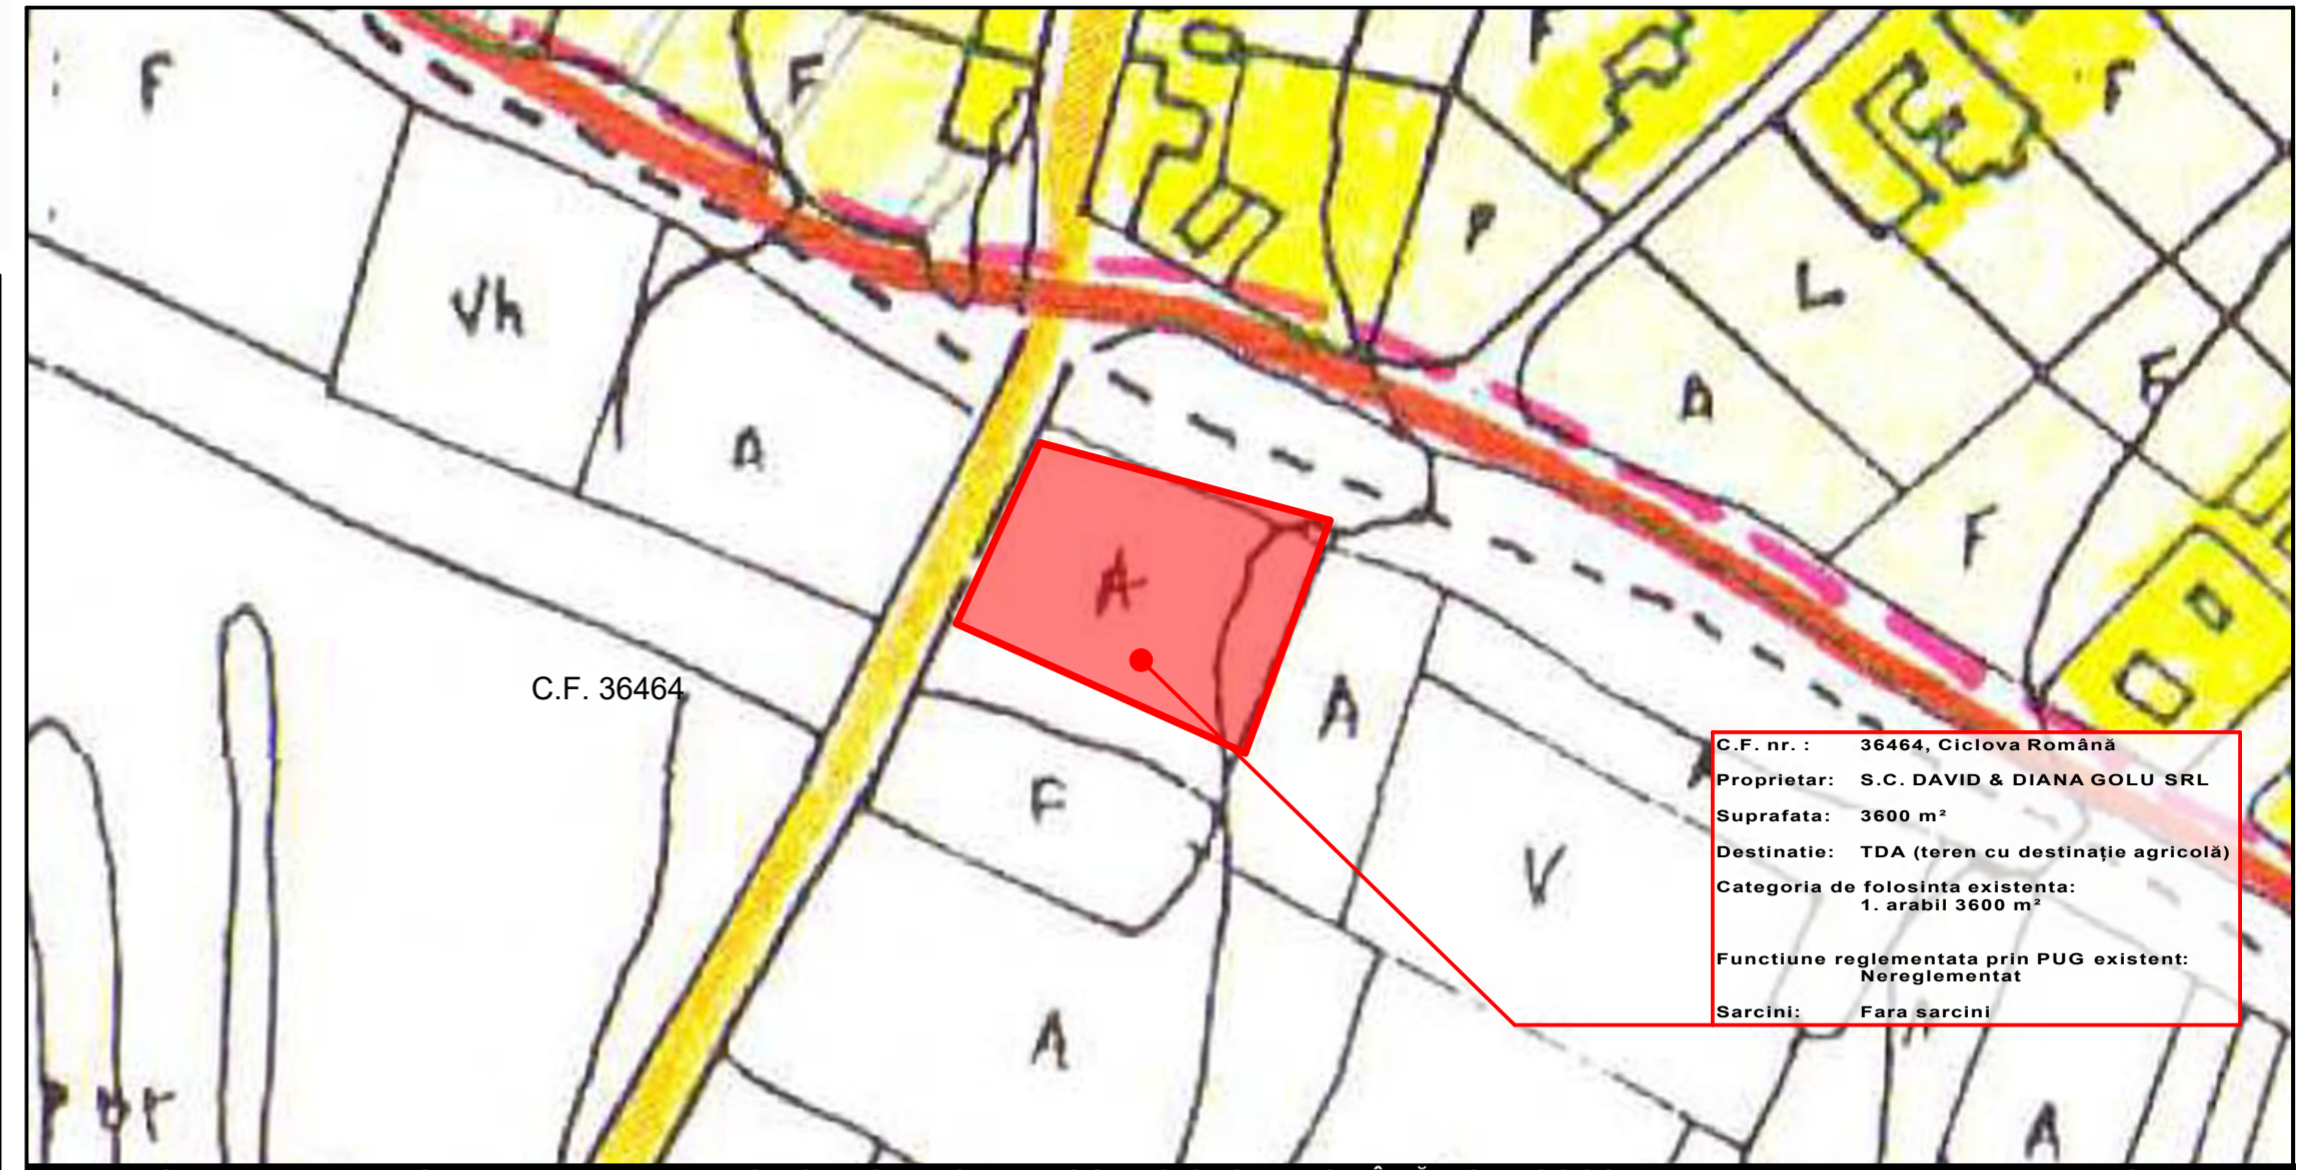 F
F
F
Vh
P
L
A
A
F
F
A
C.F. 36464
A
F
V
A
A
C.F. nr. : 36464, Ciclova Română
Proprietar: S.C. DAVID & DIANA GOLU SRL
Suprafata: 3600 m²
Destinatie: TDA (teren cu destinație agricolă)
Categoria de folosinta existenta:
1. arabil 3600 m²
Functiune reglementata prin PUG existent:
Nereglementat
Sarcini: Fara sarcini